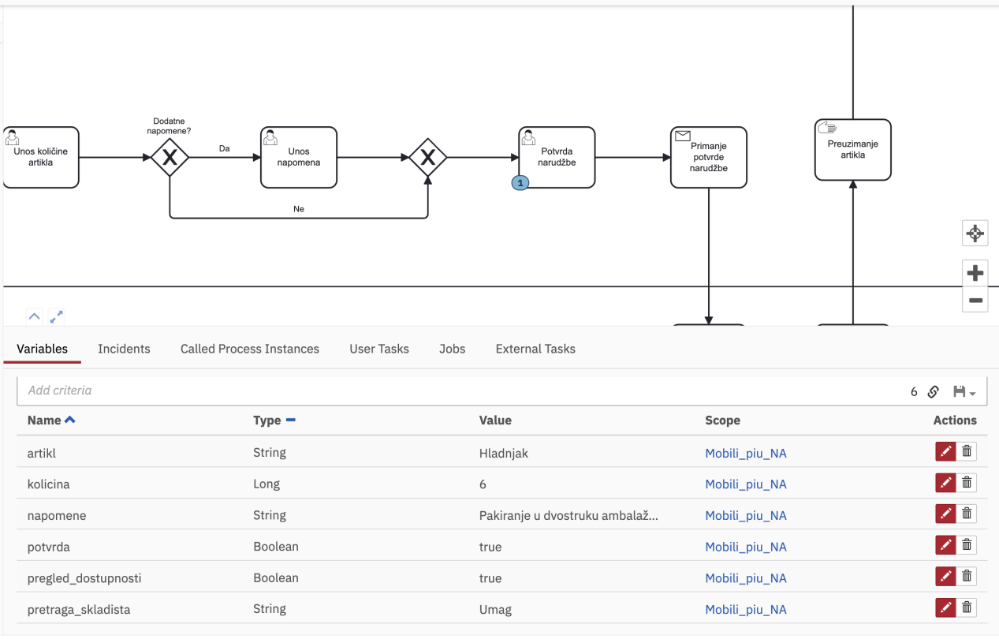 Dodatne
napomene?
Unos količine
artikla
Da
Unos
napomena
Potvrda
narudžbe
1
Primanje
potvrde
narudžbe
Preuzimanje
artikla
Ne
Variables
Incidents
Called Process Instances
User Tasks
Jobs
External Tasks
Add criteria
6
Name
Type
Value
Scope
Actions
artikl
String
Hladnjak
Mobili_piu_NA
kolicina
Long
6
Mobili_piu_NA
napomene
String
Pakiranje u dvostruku ambalaž...
Mobili_piu_NA
potvrda
Boolean
true
Mobili_piu_NA
pregled_dostupnosti
Boolean
true
Mobili_piu_NA
pretraga_skladista
String
Umag
Mobili_piu_NA